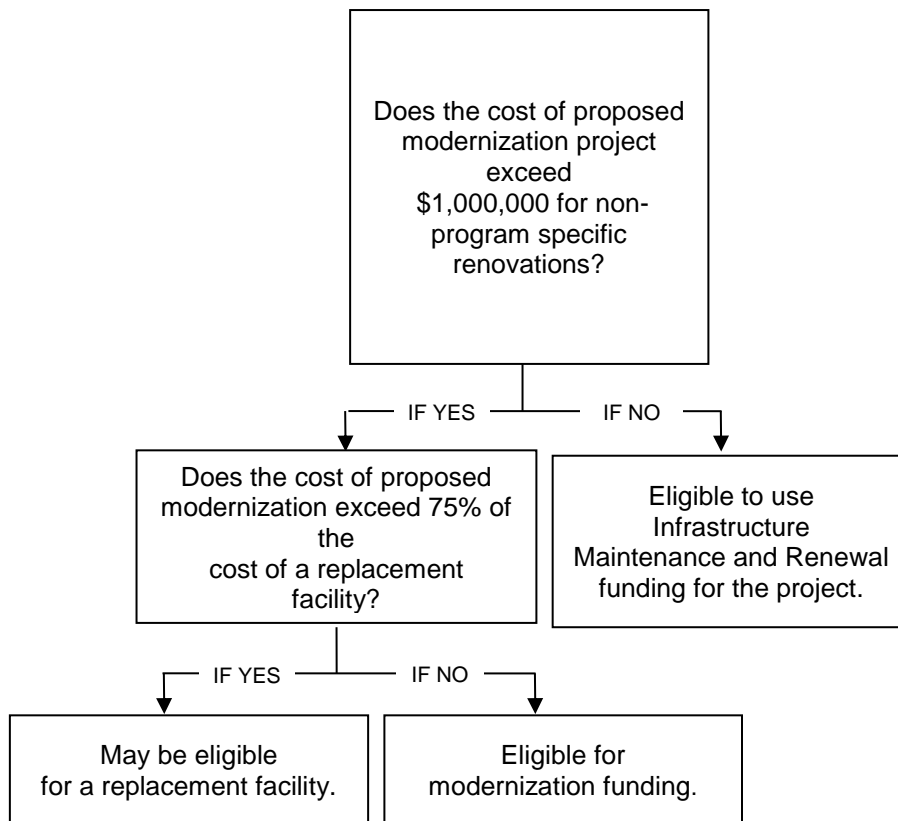 Does the cost of proposed
modernization project
exceed
$1,000,000 for non-
program specific
renovations?
IF YES
IF NO
Does the cost of proposed
modernization exceed 75% of
the
cost of a replacement
facility?
Eligible to use
Infrastructure
Maintenance and Renewal
funding for the project.
IF YES
IF NO
May be eligible
for a replacement facility.
Eligible for
modernization funding.